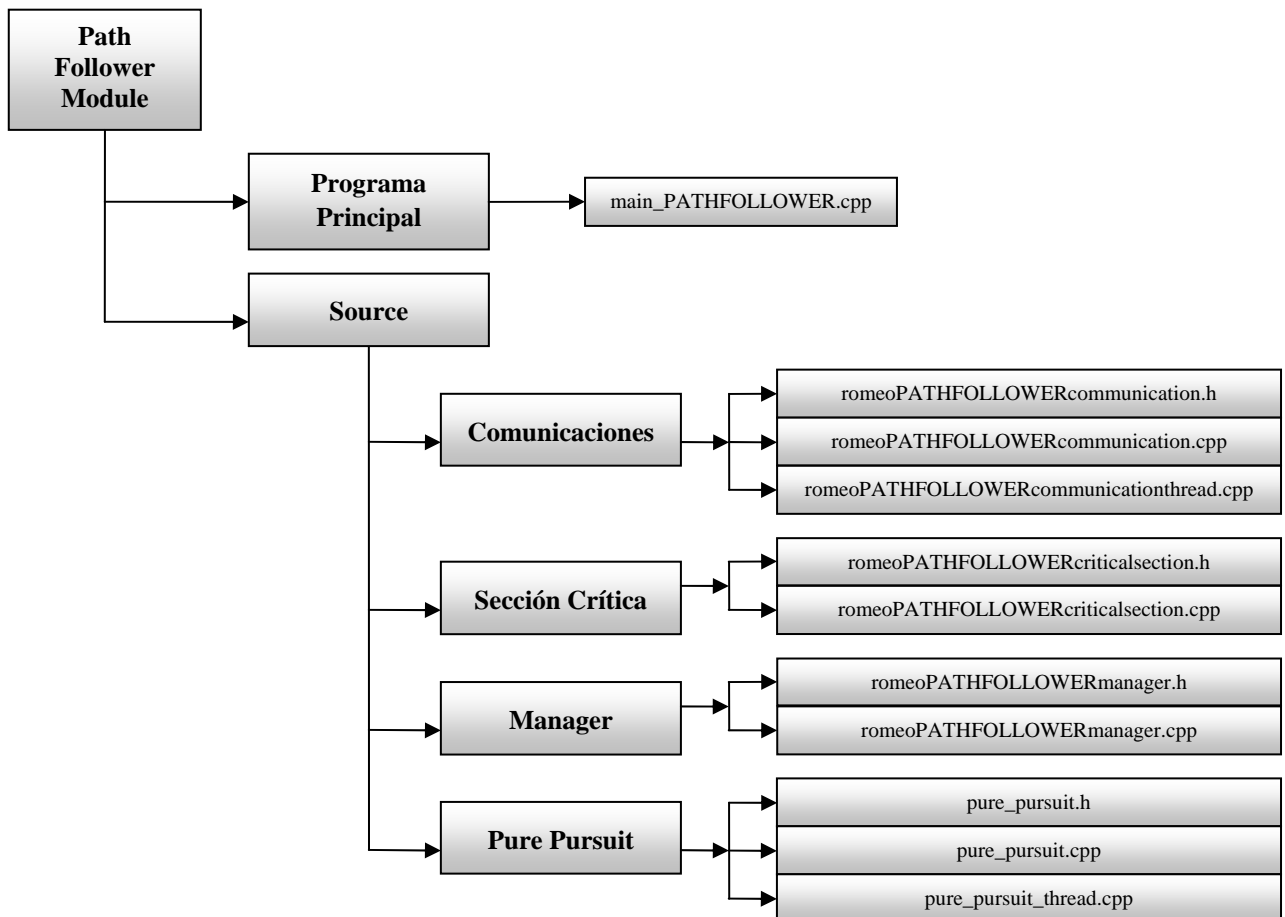 Path
Follower
Module
Programa
Principal
main_PATHFOLLOWER.cpp
Source
Comunicaciones
romeoPATHFOLLOWERcommunication.h
romeoPATHFOLLOWERcommunication.cpp
romeoPATHFOLLOWERcommunicationthread.cpp
Sección Crítica
romeoPATHFOLLOWERcriticalsection.h
romeoPATHFOLLOWERcriticalsection.cpp
Manager
romeoPATHFOLLOWERmanager.h
romeoPATHFOLLOWERmanager.cpp
Pure Pursuit
pure_pursuit.h
pure_pursuit.cpp
pure_pursuit_thread.cpp